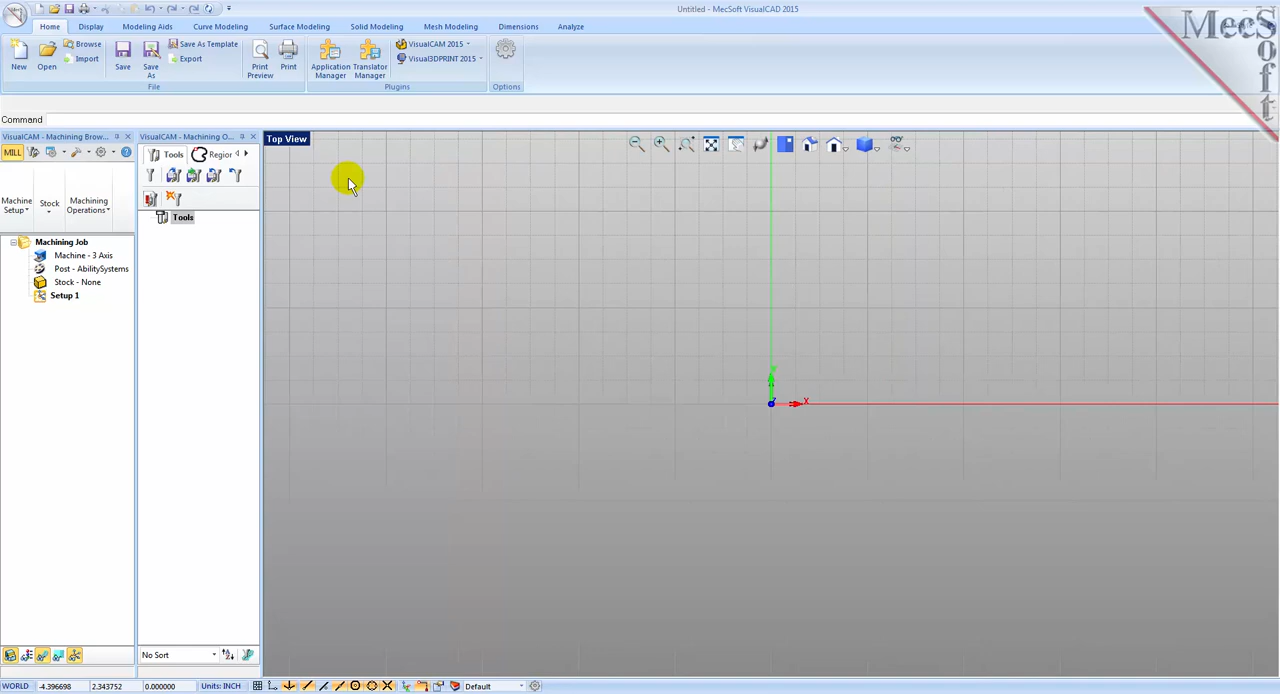 Untitled - MecSoft VisualCAD 2015
Home Display Modeling Aids Curve Modeling Surface Modeling Solid Modeling Mesh Modeling Dimensions Analyze
New Open Browse Import Save Save As Save As Template Export Print Preview Print Application Manager Translator Manager VisualCAM 2015 Visual3DPRINT 2015
File Plugins Options
MecSoft
Command
VisualCAM - Machining Brow... VisualCAM - Machining O...
Top View
MILL
Tools Region
Machine Setup Stock Machining Operations
Tools
Machining Job
Machine - 3 Axis
Post - AbilitySystems
Stock - None
Setup 1
Y
X
No Sort
WORLD -4.396698 2.343752 0.000000 Units: INCH Default